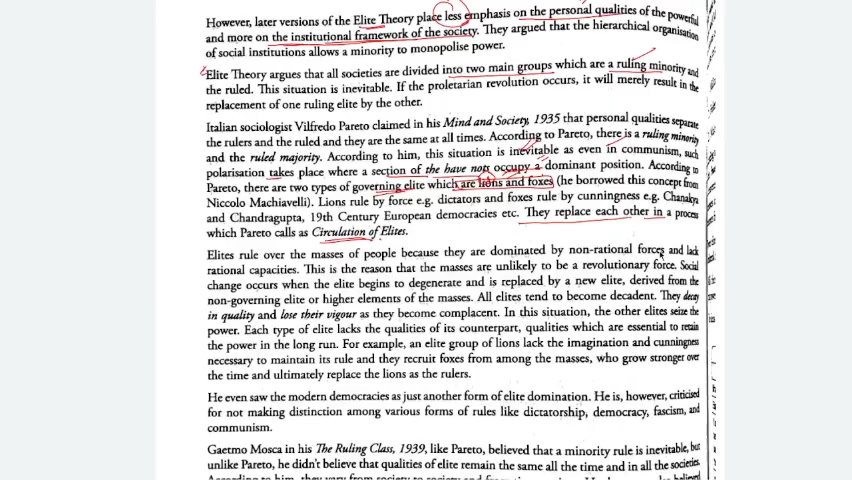 However, later versions of the Elite Theory place less emphasis on the personal qualities of the powerful
and more on the institutional framework of the society. They argued that the hierarchical organisation
of social institutions allows a minority to monopolise power.
Elite Theory argues that all societies are divided into two main groups which are a ruling minority and
the ruled. This situation is inevitable. If the proletarian revolution occurs, it will merely result in the
replacement of one ruling elite by the other.
Italian sociologist Vilfredo Pareto claimed in his Mind and Society, 1935 that personal qualities separate
the rulers and the ruled and they are the same at all times. According to Pareto, there is a ruling minority
and the ruled majority. According to him, this situation is inevitable as even in communism, such
polarisation takes place where a section of the have nots occupy a dominant position. According to
Pareto, there are two types of governing elite which are lions and foxes (he borrowed this concept from
Niccolo Machiavelli). Lions rule by force e.g. dictators and foxes rule by cunningness e.g. Chanakya
and Chandragupta, 19th Century European democracies etc. They replace each other in a process
which Pareto calls as Circulation of Elites.
Elites rule over the masses of people because they are dominated by non-rational forces and lack
rational capacities. This is the reason that the masses are unlikely to be a revolutionary force. Social
change occurs when the elite begins to degenerate and is replaced by a new elite, derived from the
non-governing elite or higher elements of the masses. All elites tend to become decadent. They decay
in quality and lose their vigour as they become complacent. In this situation, the other elites seize the
power. Each type of elite lacks the qualities of its counterpart, qualities which are essential to retain
the power in the long run. For example, an elite group of lions lack the imagination and cunningness
necessary to maintain its rule and they recruit foxes from among the masses, who grow stronger over
the time and ultimately replace the lions as the rulers.
He even saw the modern democracies as just another form of elite domination. He is, however, criticised
for not making distinction among various forms of rules like dictatorship, democracy, fascism, and
communism.
Gaetmo Mosca in his The Ruling Class, 1939, like Pareto, believed that a minority rule is inevitable, but
unlike Pareto, he didn't believe that qualities of elite remain the same all the time and in all the societies.